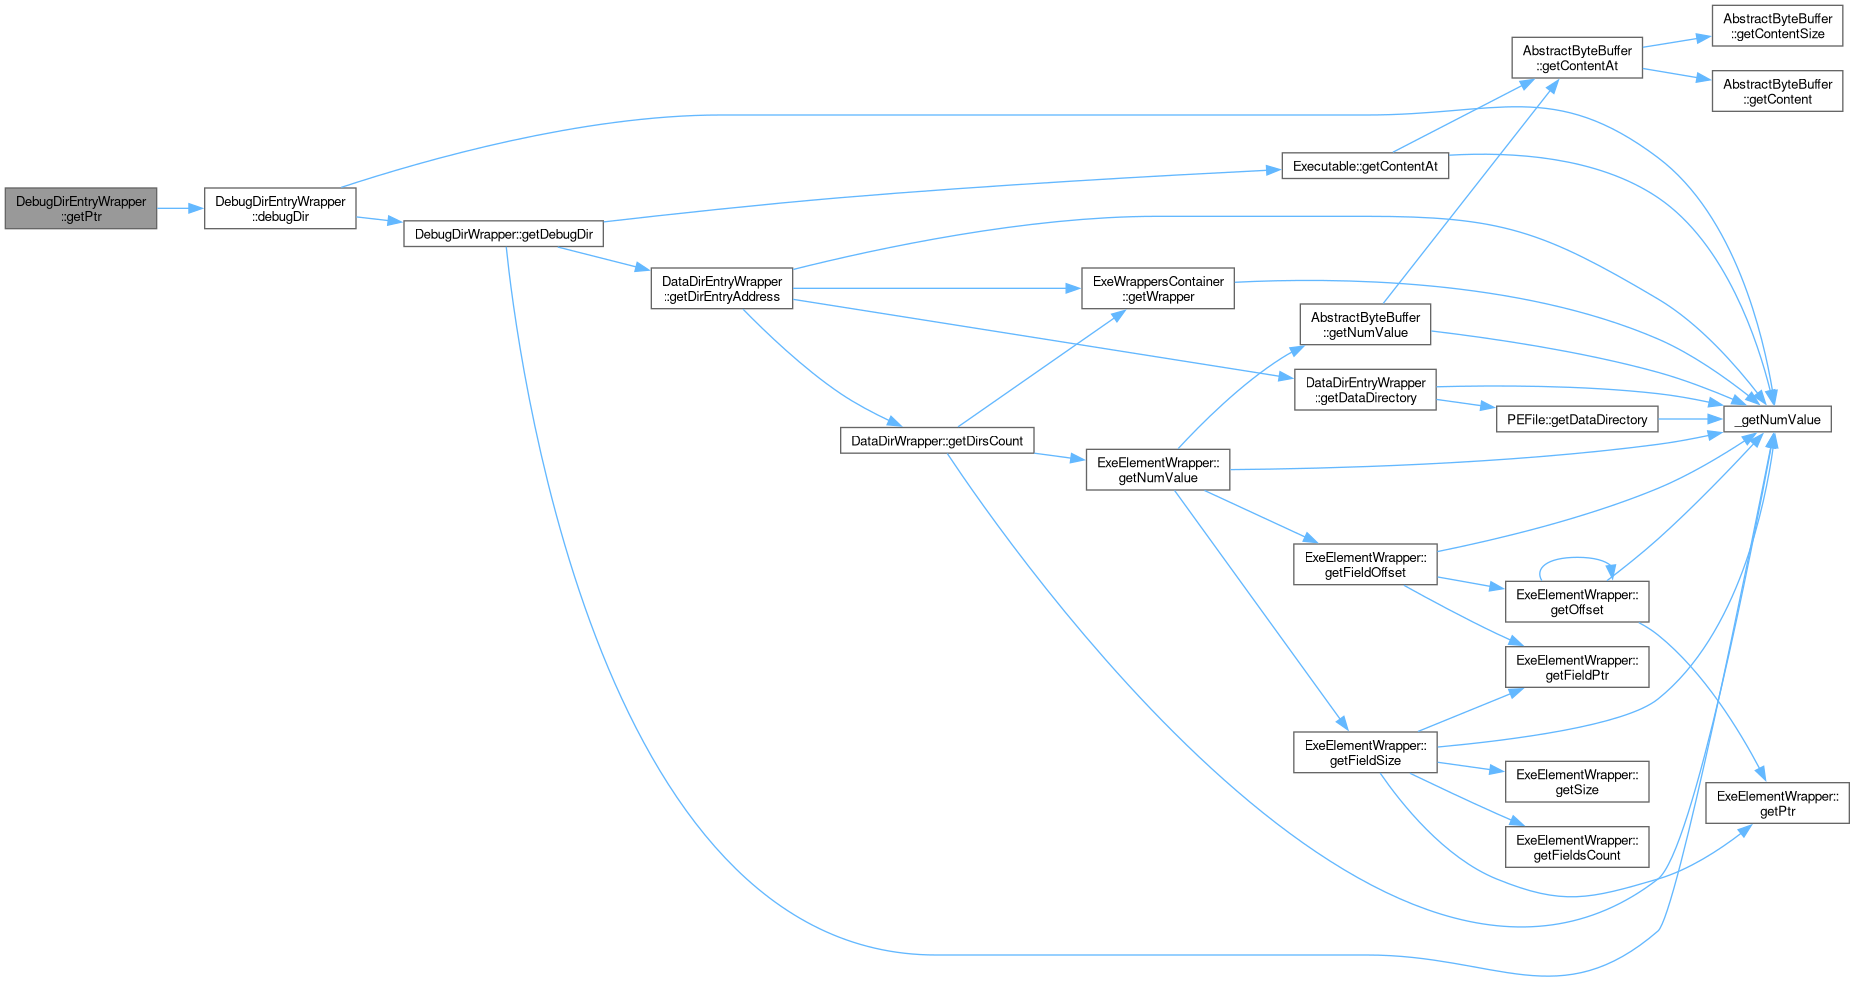 AbstractByteBuffer
::getContentSize
AbstractByteBuffer
::getContentAt
AbstractByteBuffer
::getContent
Executable::getContentAt
DebugDirEntryWrapper
::getPtr
DebugDirEntryWrapper
::debugDir
DebugDirWrapper::getDebugDir
DataDirEntryWrapper
::getDirEntryAddress
ExeWrappersContainer
::getWrapper
AbstractByteBuffer
::getNumValue
DataDirEntryWrapper
::getDataDirectory
PEFile::getDataDirectory
_getNumValue
DataDirWrapper::getDirsCount
ExeElementWrapper::
getNumValue
ExeElementWrapper::
getFieldOffset
ExeElementWrapper::
getOffset
ExeElementWrapper::
getFieldPtr
ExeElementWrapper::
getFieldSize
ExeElementWrapper::
getSize
ExeElementWrapper::
getPtr
ExeElementWrapper::
getFieldsCount